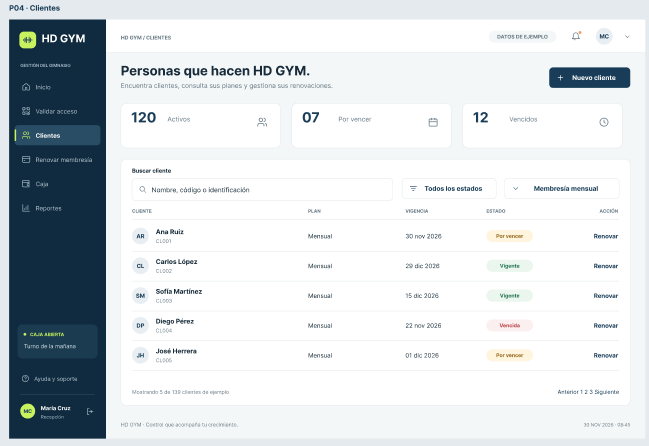 P04 - Clientes
HD GYM
GESTIÓN DEL GIMNASIO
Inicio
Validar acceso
Clientes
Renovar membresía
Caja
Reportes
CAJA ABIERTA
Turno de la mañana
Ayuda y soporte
MC
María Cruz
Recepción
HD GYM / CLIENTES
DATOS DE EJEMPLO
MC
Personas que hacen HD GYM.
Encuentra clientes, consulta sus planes y gestiona sus renovaciones.
+ Nuevo cliente
120 Activos
07 Por vencer
12 Vencidos
Buscar cliente
Nombre, código o identificación
Todos los estados
Membresía mensual
CLIENTE PLAN VIGENCIA ESTADO ACCIÓN
AR Ana Ruiz Mensual 30 nov 2026 Por vencer Renovar
CL001
CL Carlos López Mensual 29 dic 2026 Vigente Renovar
CL002
SM Sofía Martínez Mensual 15 dic 2026 Vigente Renovar
CL003
DP Diego Pérez Mensual 22 nov 2026 Vencida Renovar
CL004
JH José Herrera Mensual 01 dic 2026 Por vencer Renovar
CL005
Mostrando 5 de 139 clientes de ejemplo
Anterior 1 2 3 Siguiente
HD GYM · Control que acompaña tu crecimiento.
30 NOV 2026 · 08:45